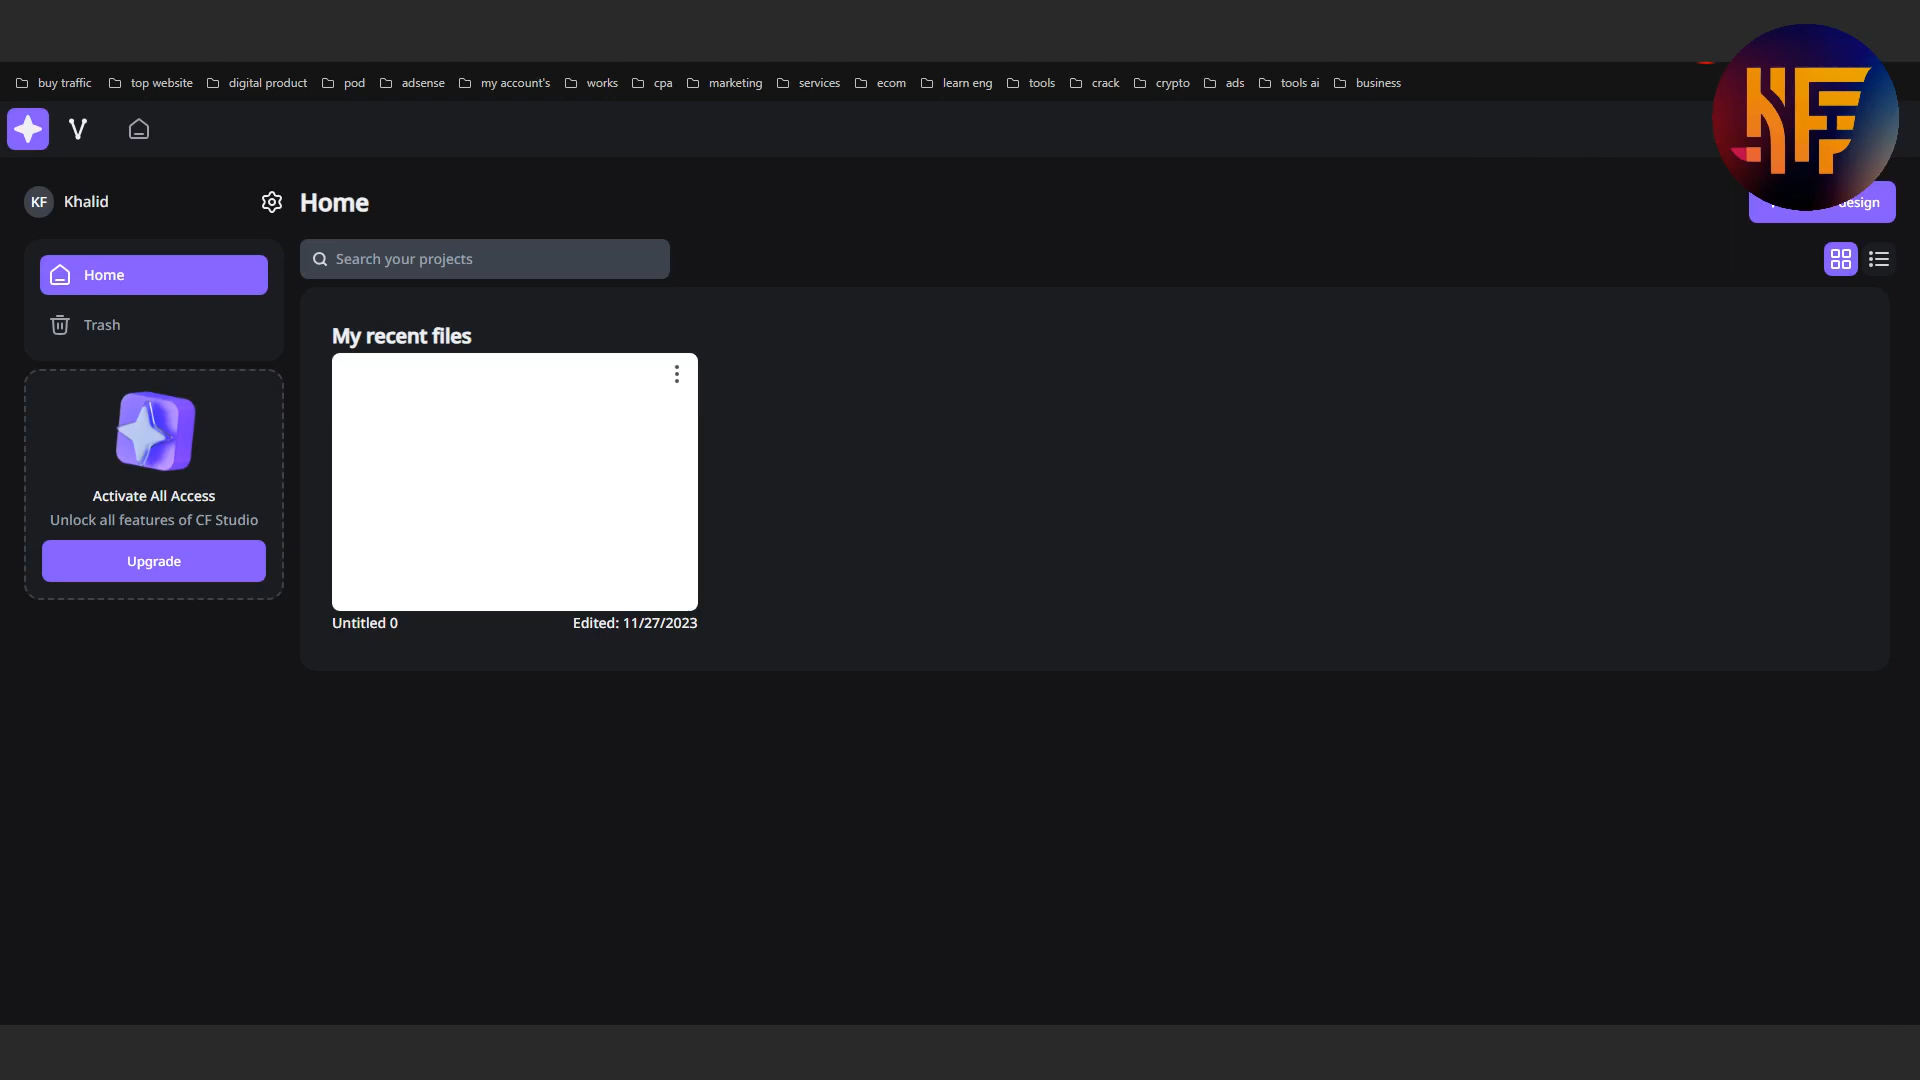 buy traffic top website digital product pod adsense my account's works cpa marketing services ecom learn eng tools crack crypto ads tools ai business
KF Khalid
Home
design
Search your projects
Home
Trash
My recent files
Activate All Access
Unlock all features of CF Studio
Upgrade
Untitled 0 Edited: 11/27/2023